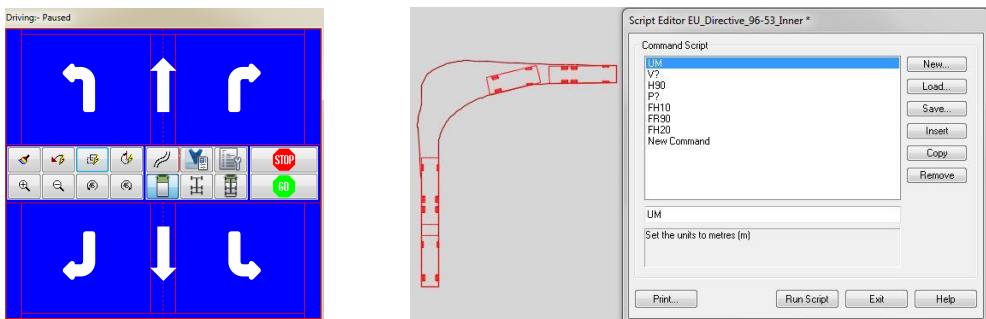 Driving:- Paused
STOP
GO
Script Editor EU_Directive_96-53_Inner *
Command Script
UM
V?
H90
P?
FH10
FR90
FH20
New Command
New...
Load...
Save...
Insert
Copy
Remove
UM
Set the units to metres (m)
Print...
Run Script
Exit
Help